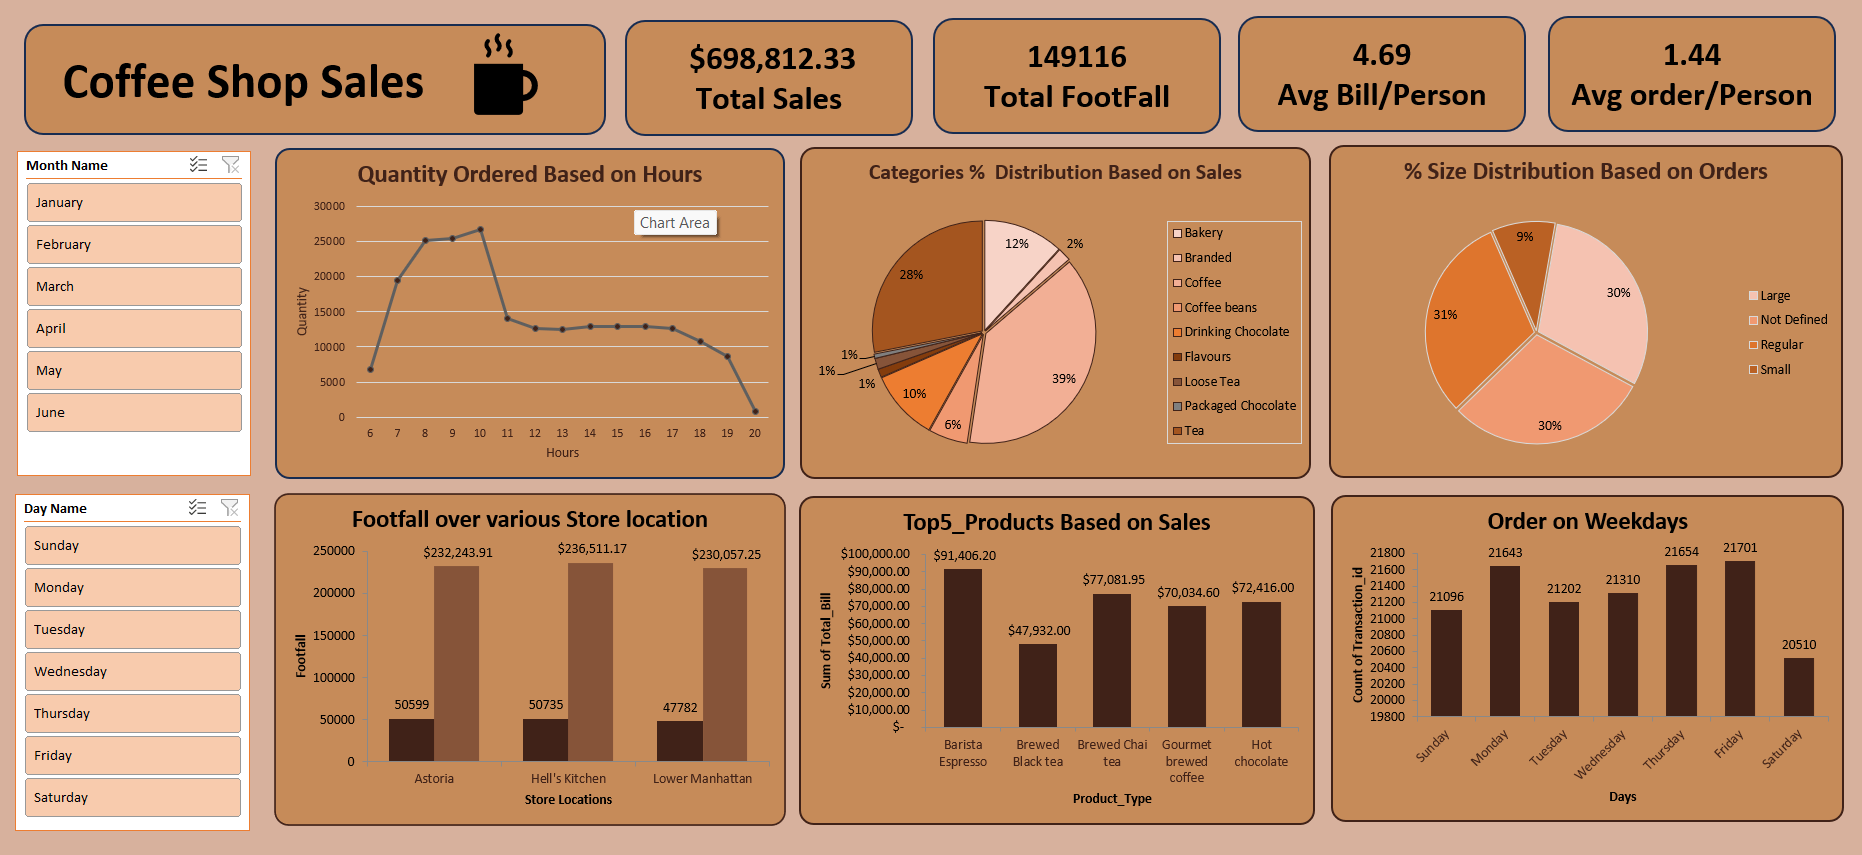 Coffee Shop Sales
$698,812.33
Total Sales
149116
Total FootFall
4.69
Avg Bill/Person
1.44
Avg order/Person
Month Name
January
February
March
April
May
June
Quantity Ordered Based on Hours
Chart Area
30000
25000
20000
15000
10000
5000
0
Quantity
6 7 8 9 10 11 12 13 14 15 16 17 18 19 20
Hours
Categories %  Distribution Based on Sales
12%
2%
39%
6%
10%
1%
1%
1%
28%
Bakery
Branded
Coffee
Coffee beans
Drinking Chocolate
Flavours
Loose Tea
Packaged Chocolate
Tea
% Size Distribution Based on Orders
9%
30%
31%
30%
Large
Not Defined
Regular
Small
Day Name
Sunday
Monday
Tuesday
Wednesday
Thursday
Friday
Saturday
Footfall over various Store location
250000
200000
150000
100000
50000
0
Footfall
$232,243.91 $236,511.17 $230,057.25
50599 50735 47782
Astoria Hell's Kitchen Lower Manhattan
Store Locations
Top5_Products Based on Sales
$100,000.00
$90,000.00
$80,000.00
$70,000.00
$60,000.00
$50,000.00
$40,000.00
$30,000.00
$20,000.00
$10,000.00
$-
Sum of Total_Bill
$91,406.20
$47,932.00
$77,081.95
$70,034.60
$72,416.00
Barista
Espresso
Brewed
Black tea
Brewed Chai
tea
Gourmet
brewed
coffee
Hot
chocolate
Product_Type
Order on Weekdays
21800
21600
21400
21200
21000
20800
20600
20400
20200
20000
19800
Count of Transaction_id
21096
21643
21202
21310
21654
21701
20510
Sunday
Monday
Tuesday
Wednesday
Thursday
Friday
Saturday
Days